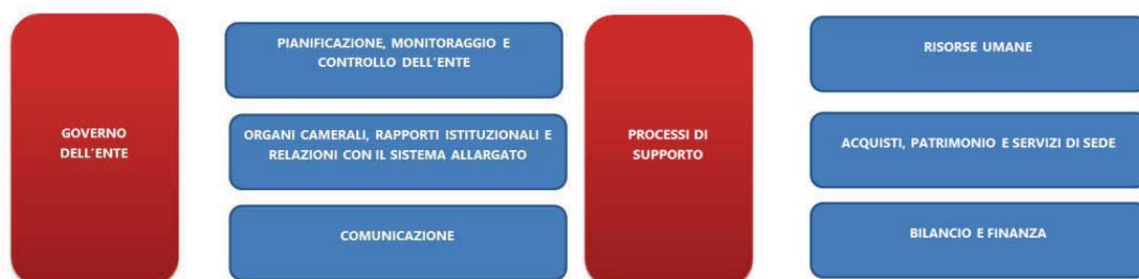 GOVERNO
DELL'ENTE
PIANIFICAZIONE, MONITORAGGIO E
CONTROLLO DELL'ENTE
ORGANI CAMERALI, RAPPORTI ISTITUZIONALI E
RELAZIONI CON IL SISTEMA ALLARGATO
COMUNICAZIONE
PROCESSI DI
SUPPORTO
RISORSE UMANE
ACQUISTI, PATRIMONIO E SERVIZI DI SEDE
BILANCIO E FINANZA